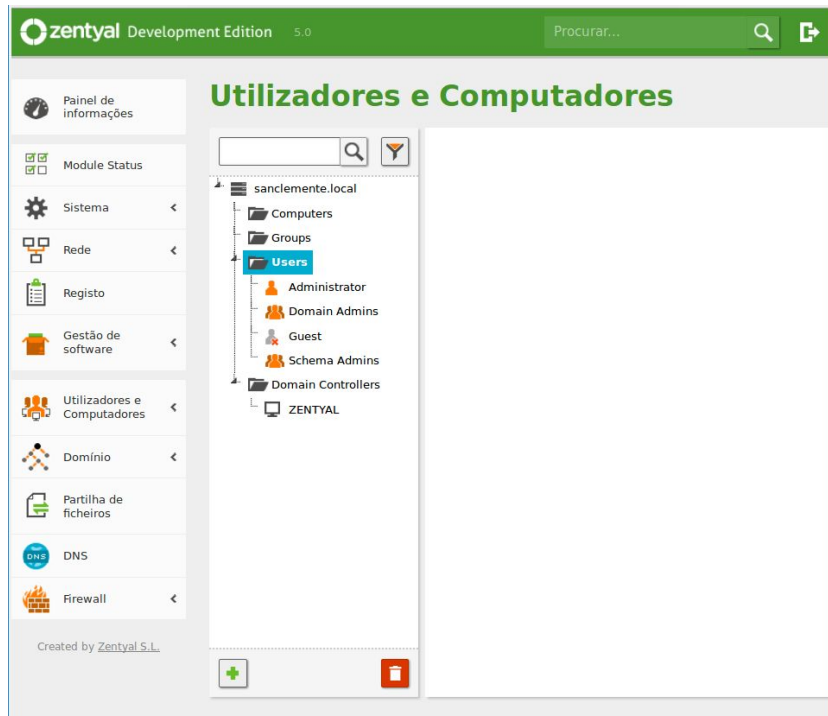 zentyal Development Edition 5.0
Procurar...
Painel de
informações
Module Status
Sistema
Rede
Registo
Gestão de
software
Utilizadores e
Computadores
Domínio
Partilha de
ficheiros
DNS
DNS
Firewall
Created by Zentyal S.L.
Utilizadores e Computadores
sanclemente.local
Computers
Groups
Users
Administrator
Domain Admins
Guest
Schema Admins
Domain Controllers
ZENTYAL